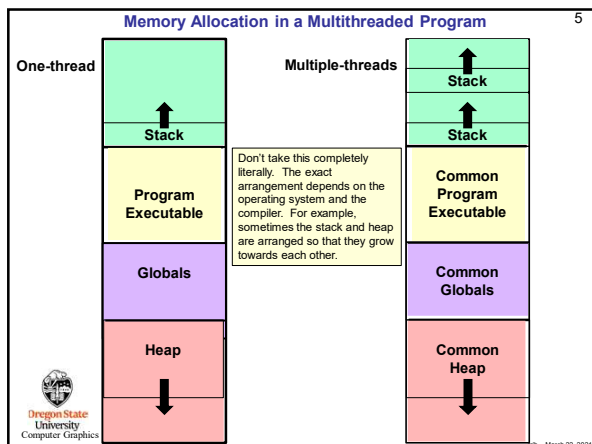 Memory Allocation in a Multithreaded Program
5
One-thread
Stack
Program
Executable
Globals
Heap
Don't take this completely
literally. The exact
arrangement depends on the
operating system and the
compiler. For example,
sometimes the stack and heap
are arranged so that they grow
towards each other.
Multiple-threads
Stack
Stack
Common
Program
Executable
Common
Globals
Common
Heap
Oregon State
University
Computer Graphics